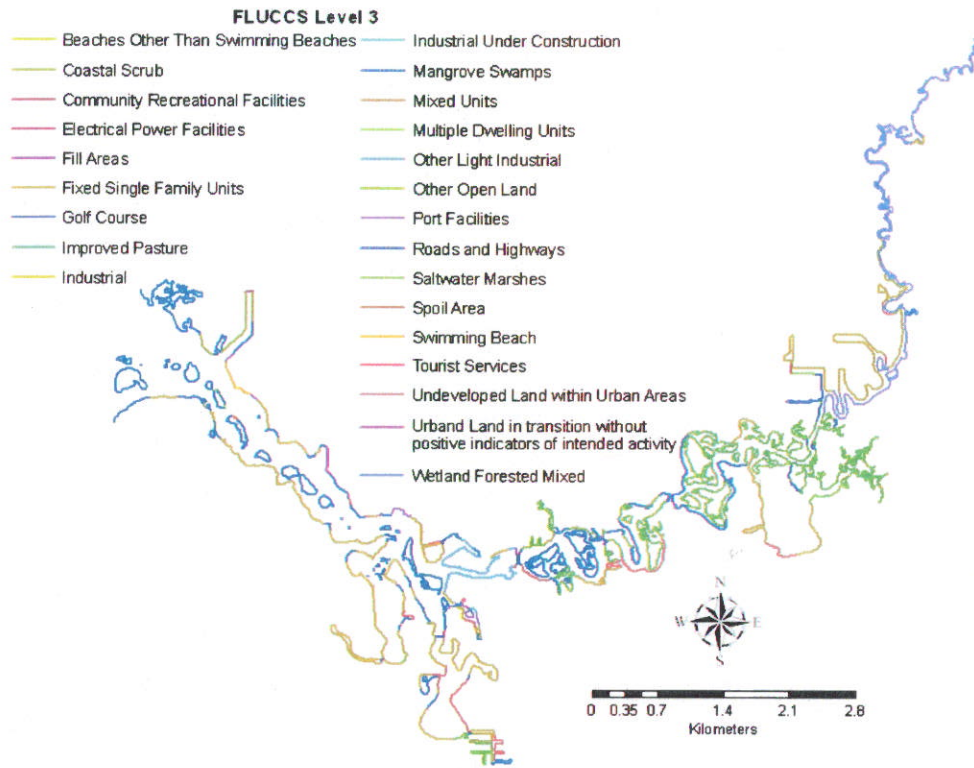 FLUCCS Level 3
Beaches Other Than Swimming Beaches
Coastal Scrub
Community Recreational Facilities
Electrical Power Facilities
Fill Areas
Fixed Single Family Units
Golf Course
Improved Pasture
Industrial
Industrial Under Construction
Mangrove Swamps
Mixed Units
Multiple Dwelling Units
Other Light Industrial
Other Open Land
Port Facilities
Roads and Highways
Saltwater Marshes
Spoil Area
Swimming Beach
Tourist Services
Undeveloped Land within Urban Areas
Urband Land in transition without
positive indicators of intended activity
Wetland Forested Mixed
N
W E
S
0 0.35 0.7 1.4 2.1 2.8
Kilometers